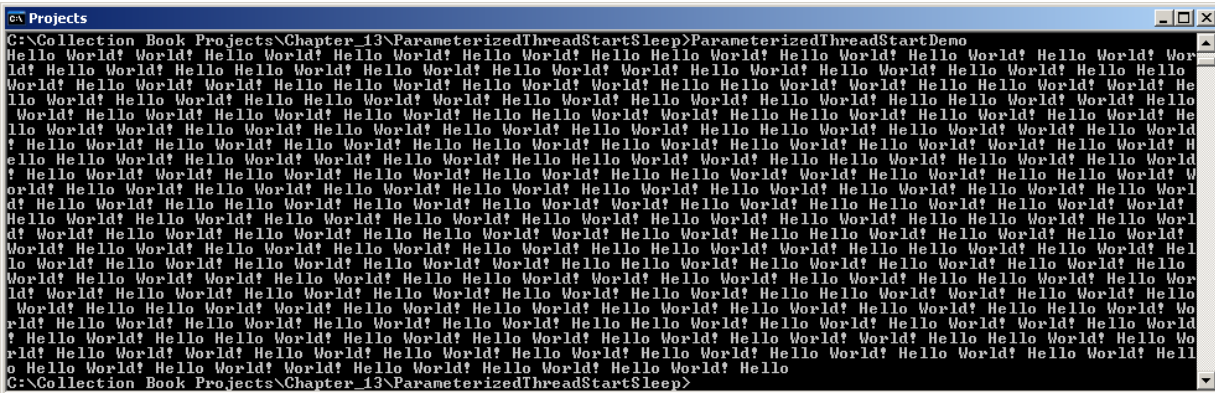 Projects
C:\Collection Book Projects\Chapter_13\ParameterizedThreadStartSleep>ParameterizedThreadStartDemo
Hello World! World! Hello World! Hello World! Hello World! Hello World! Hello Hello World! Hello World! Hello World! Wor
ld! Hello World! Hello Hello World! Hello World! Hello World! Hello World! Hello World! Hello World! Hello World! Hello Hello
World! Hello World! Hello World! Hello Hello World! Hello World! Hello World! Hello World! Hello World! World! Hello World! He
llo World! Hello World! Hello Hello World! World! Hello World! Hello World! Hello World! Hello World! World! Hello World! Hello
 World! Hello World! Hello World! Hello World! World! Hello World! Hello World! Hello Hello World! Hello World! Hello World! He
llo World! World! Hello World! Hello World! Hello World! Hello World! Hello World! Hello World! Hello Hello World! World
! Hello World! Hello World! Hello Hello World! World! Hello World! Hello World! Hello World! Hello World! Hello World! H
ello Hello World! Hello World! World! Hello World! Hello World! Hello World! World! Hello Hello World! Hello World! World
! Hello World! World! Hello World! Hello World! Hello World! Hello World! Hello Hello World! Hello World! Hello World! W
orld! Hello World! Hello World! Hello World! Hello World! Hello World! Hello World! Hello World! Hello World! Hello Worl
d! Hello World! Hello World! Hello World! Hello World! Hello World! Hello World! Hello World! Hello World! World!
Hello World! Hello World! Hello World! Hello Hello World! Hello World! Hello World! Hello World! Hello World! Hello Worl
d! World! Hello World! Hello World! Hello World! Hello World! Hello Hello World! Hello World! Hello World! World!
World! Hello World! Hello World! World! Hello World! Hello World! Hello Hello World! Hello World! Hello World! Hel
lo World! Hello World! Hello World! Hello World! Hello World! World! Hello Hello World! Hello World! Hello World! Hello
World! Hello World! World! World! Hello Hello World! Hello World! Hello World! Hello World! Hello World! Hello World! Wor
ld! World! Hello World! Hello World! Hello World! Hello World! Hello World! Hello Hello World! Hello World! Hello
 World! World! Hello Hello World! Hello World! Hello World! Hello World! Hello World! Hello World! Hello World! Wo
rld! Hello World! Hello Hello World! Hello World! Hello World! Hello Hello World! World! Hello World! Hello World! World
! Hello World! Hello World! Hello World! World! Hello World! Hello World! Hello World! Hello World! Hello Hello Wo
rld! Hello World! World! Hello World! Hello World! Hello World! Hello World! Hello World! Hello World! Hello World! Hell
o Hello World! Hello World! Hello World! Hello World! Hello World! Hello
C:\Collection Book Projects\Chapter_13\ParameterizedThreadStartSleep>